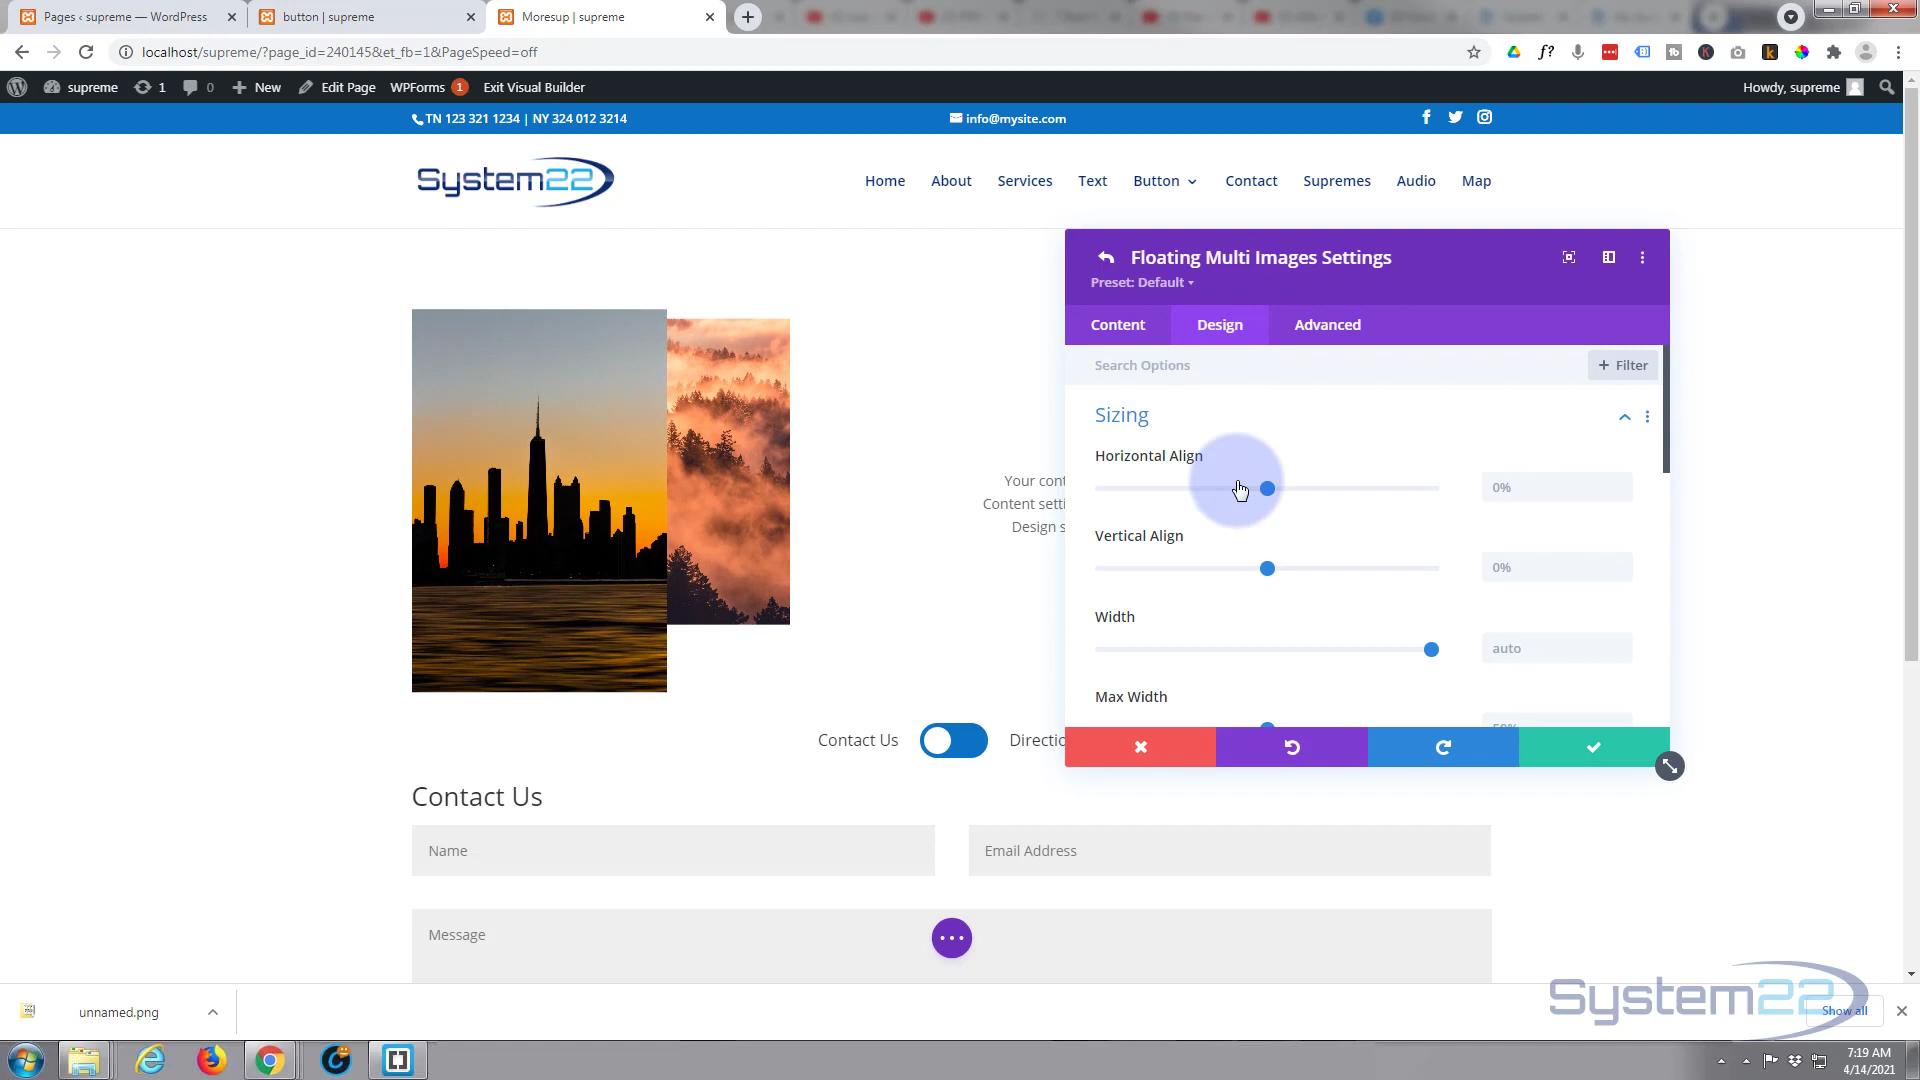 Pages ‹ supreme — WordPress
button | supreme
Moresup | supreme
localhost/supreme/?page_id=240145&et_fb=1&PageSpeed=off
supreme
1
0
New
Edit Page
WPForms 1
Exit Visual Builder
Howdy, supreme
TN 123 321 1234 | NY 324 012 3214
info@mysite.com
System22
Home
About
Services
Text
Button
Contact
Supremes
Audio
Map
Floating Multi Images Settings
Preset: Default
Content
Design
Advanced
Search Options
+ Filter
Sizing
Horizontal Align
0%
Your cont
Content setti
Design s
Vertical Align
0%
Width
auto
Max Width
50%
Contact Us
Directio
Contact Us
Name
Email Address
Message
unnamed.png
System22
Show all
7:19 AM
4/14/2021